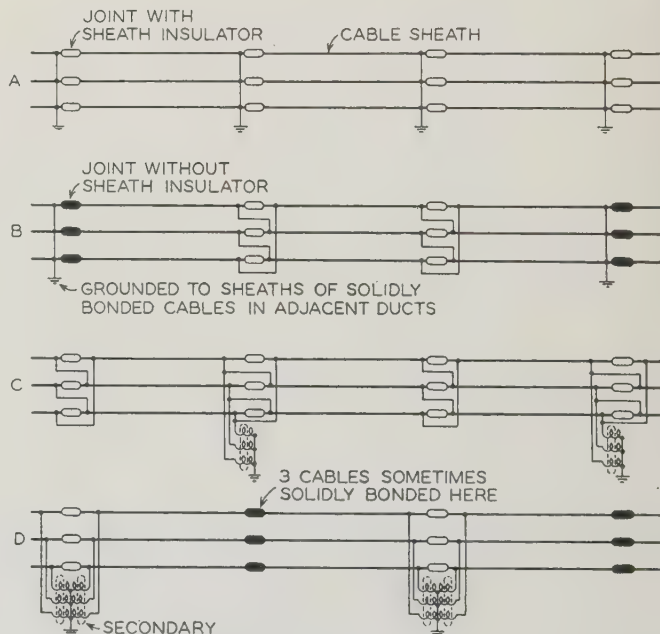 JOINT WITH
SHEATH INSULATOR
CABLE SHEATH
A
JOINT WITHOUT
SHEATH INSULATOR
B
GROUNDED TO SHEATHS OF SOLIDLY
BONDED CABLES IN ADJACENT DUCTS
C
3 CABLES SOMETIMES
SOLIDLY BONDED HERE
D
SECONDARY